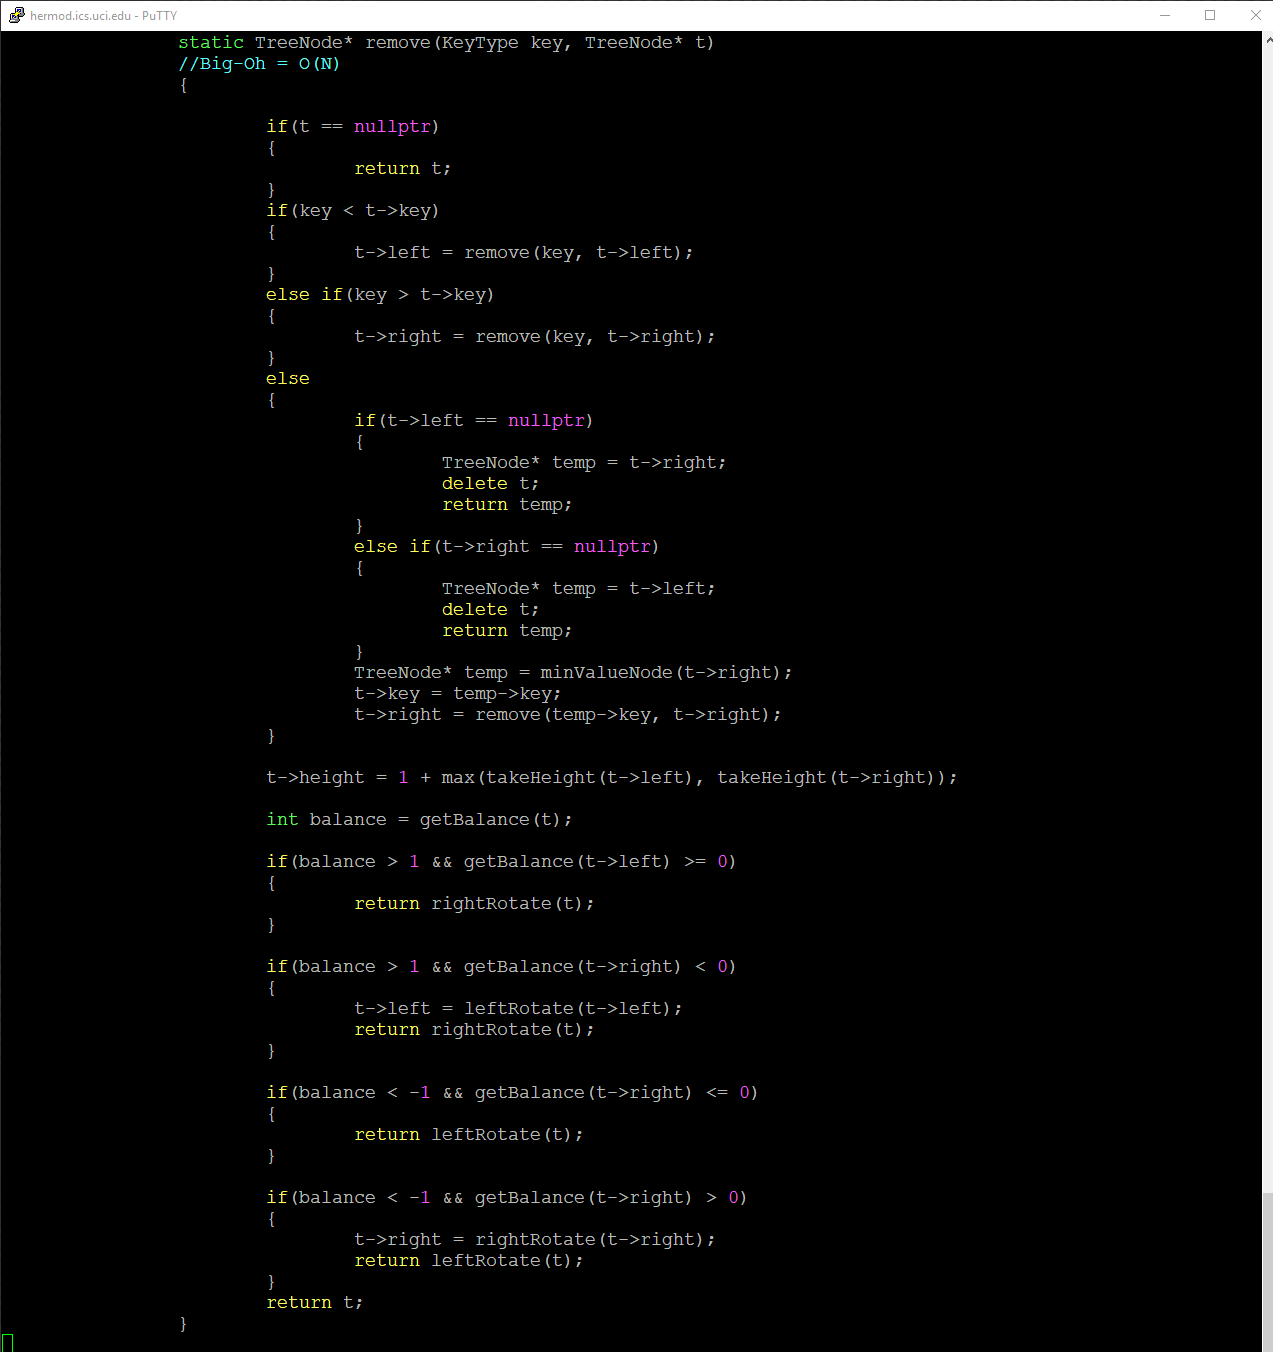 hermod.ics.uci.edu - PuTTY
static TreeNode* remove(KeyType key, TreeNode* t)
//Big-Oh = O(N)
{
if(t == nullptr)
{
return t;
}
if(key < t->key)
{
t->left = remove(key, t->left);
}
else if(key > t->key)
{
t->right = remove(key, t->right);
}
else
{
if(t->left == nullptr)
{
TreeNode* temp = t->right;
delete t;
return temp;
}
else if(t->right == nullptr)
{
TreeNode* temp = t->left;
delete t;
return temp;
}
TreeNode* temp = minValueNode(t->right);
t->key = temp->key;
t->right = remove(temp->key, t->right);
}
t->height = 1 + max(takeHeight(t->left), takeHeight(t->right));
int balance = getBalance(t);
if(balance > 1 && getBalance(t->left) >= 0)
{
return rightRotate(t);
}
if(balance > 1 && getBalance(t->right) < 0)
{
t->left = leftRotate(t->left);
return rightRotate(t);
}
if(balance < -1 && getBalance(t->right) <= 0)
{
return leftRotate(t);
}
if(balance < -1 && getBalance(t->right) > 0)
{
t->right = rightRotate(t->right);
return leftRotate(t);
}
return t;
}